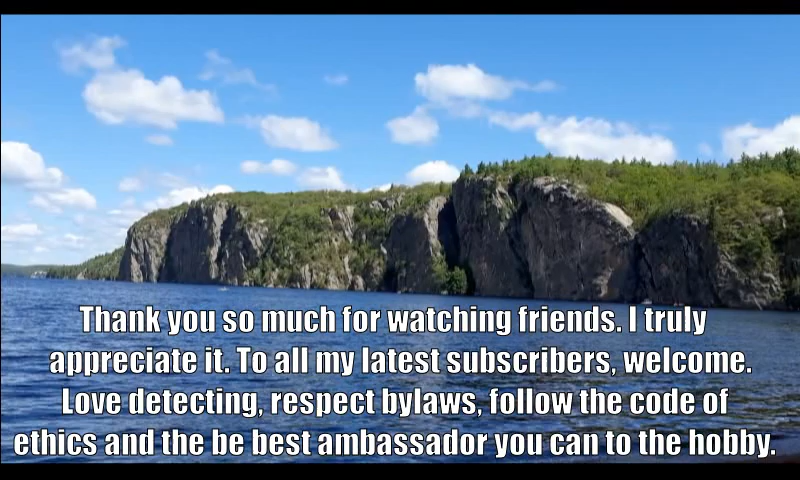 Thank you so much for watching friends. I truly
appreciate it. To all my latest subscribers, welcome.
Love detecting, respect bylaws, follow the code of
ethics and the be best ambassador you can to the hobby.